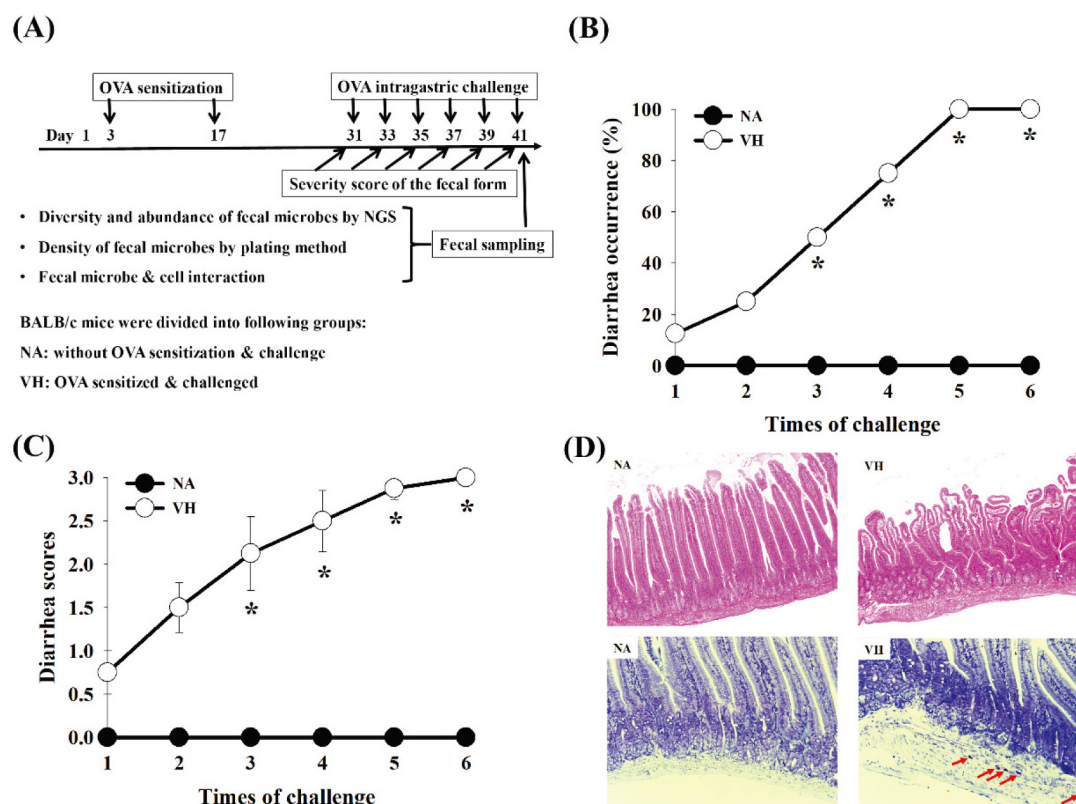 (A)
OVA sensitization
OVA intragastric challenge
Day 1 3 17 31 33 35 37 39 41
Severity score of the fecal form
• Diversity and abundance of fecal microbes by NGS
• Density of fecal microbes by plating method
• Fecal microbe & cell interaction
Fecal sampling
BALB/c mice were divided into following groups:
NA: without OVA sensitization & challenge
VH: OVA sensitized & challenged
(B)
Diarrhea occurrence (%)
100
80
60
40
20
0
NA
VH
*
*
*
*
1 2 3 4 5 6
Times of challenge
(C)
Diarrhea scores
3.0
2.5
2.0
1.5
1.0
0.5
0.0
NA
VH
*
*
*
*
1 2 3 4 5 6
Times of challenge
(D)
NA
VH
NA
VH